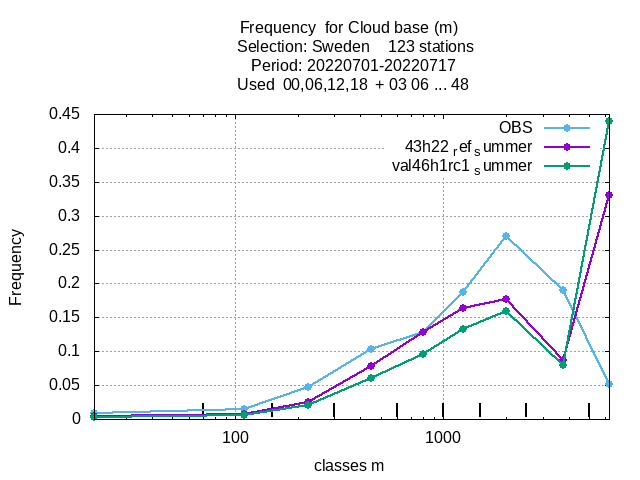 Frequency for Cloud base (m)
Selection: Sweden 123 stations
Period: 20220701-20220717
Used 00,06,12,18 + 03 06 ... 48
0.45
0.4
0.35
0.3
0.25
0.2
0.15
0.1
0.05
0
Frequency
OBS
43h22 ref summer
val46h1rc1 summer
100 1000
classes m